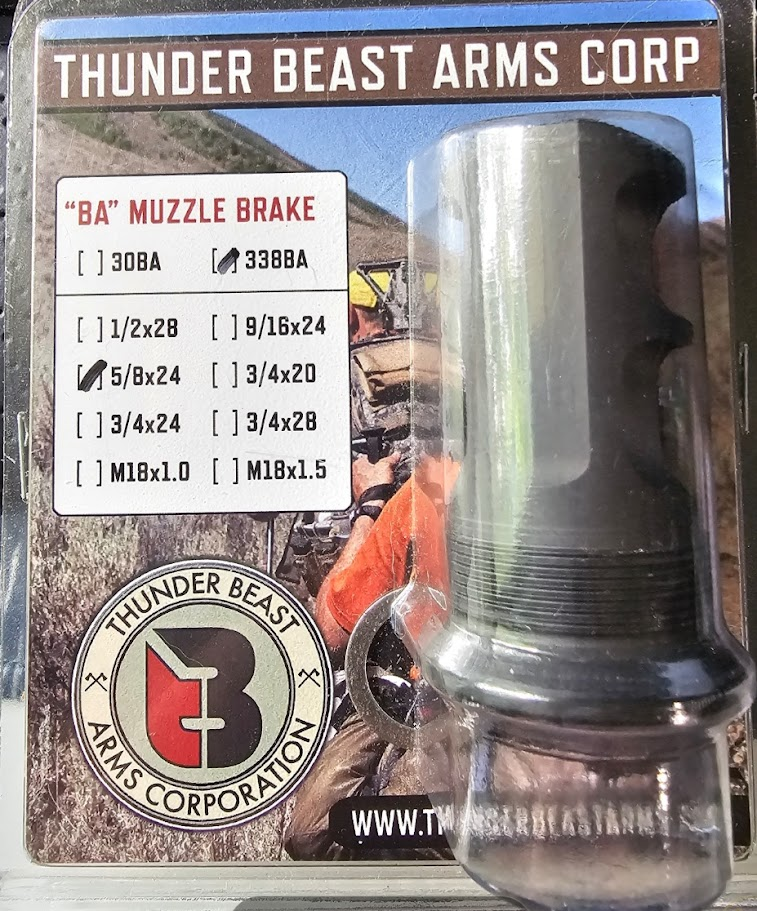 THUNDER BEAST ARMS CORP
"BA" MUZZLE BRAKE
[ ] 30BA [ ] 338BA
[ ] 1/2x28 [ ] 9/16x24
[ ] 5/8x24 [ ] 3/4x20
[ ] 3/4x24 [ ] 3/4x28
[ ] M18x1.0 [ ] M18x1.5
THUNDER BEAST
TB
ARMS CORPORATION